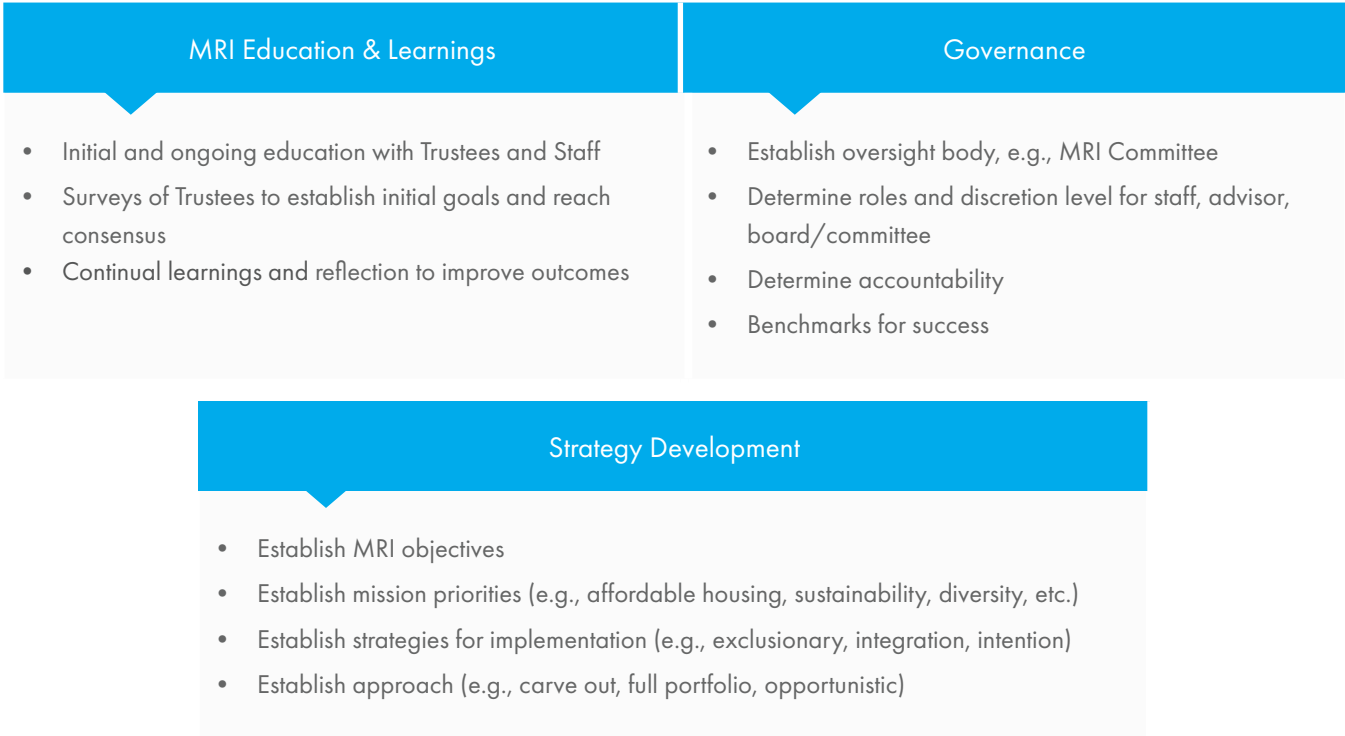 MRI Education & Learnings
• Initial and ongoing education with Trustees and Staff
• Surveys of Trustees to establish initial goals and reach
consensus
• Continual learnings and reflection to improve outcomes
Governance
• Establish oversight body, e.g., MRI Committee
• Determine roles and discretion level for staff, advisor,
board/committee
• Determine accountability
• Benchmarks for success
Strategy Development
• Establish MRI objectives
• Establish mission priorities (e.g., affordable housing, sustainability, diversity, etc.)
• Establish strategies for implementation (e.g., exclusionary, integration, intention)
• Establish approach (e.g., carve out, full portfolio, opportunistic)